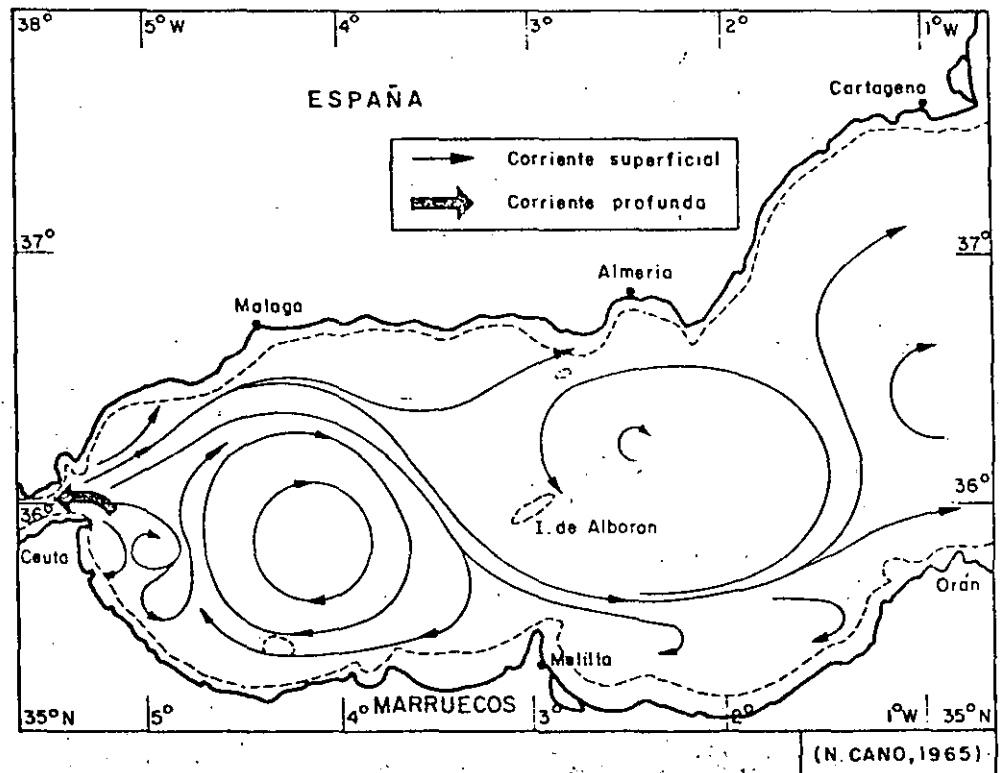 38° 5° W 4° 3° 2° 1° W
Cartagena
ESPAÑA
Corriente superficial
Corriente profunda
37° 37°
Almeria
Malaga
36° 36°
I. de Alboran
Ceuta
Orán
Melilla
MARRUECOS
35° N 5° 4° 3° 2° 1° W 35° N
(N. CANO, 1965)